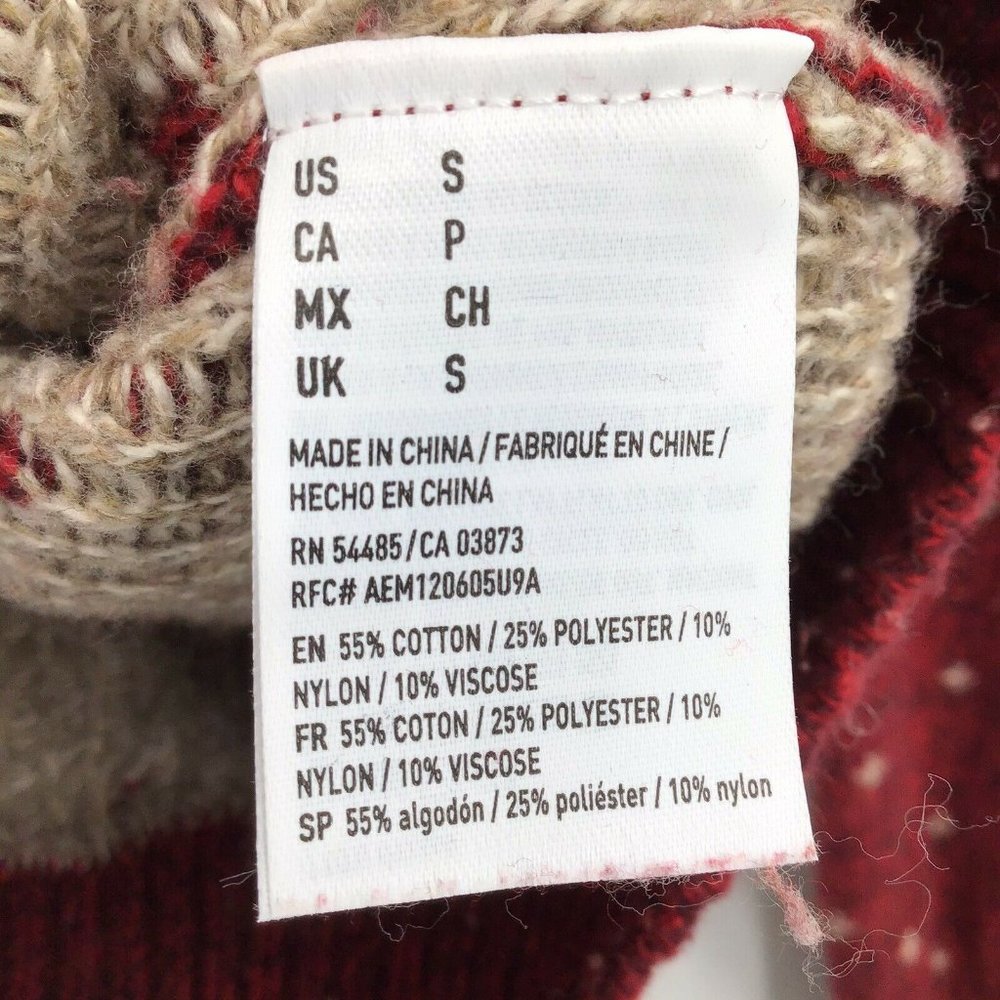 US S
CA P
MX CH
UK S
MADE IN CHINA / FABRIQUÉ EN CHINE /
HECHO EN CHINA
RN 54485/CA 03873
RFC# AEM120605U9A
EN 55% COTTON / 25% POLYESTER / 10%
NYLON / 10% VISCOSE
FR 55% COTON / 25% POLYESTER / 10%
NYLON / 10% VISCOSE
SP 55% algodón / 25% poliéster / 10% nylon